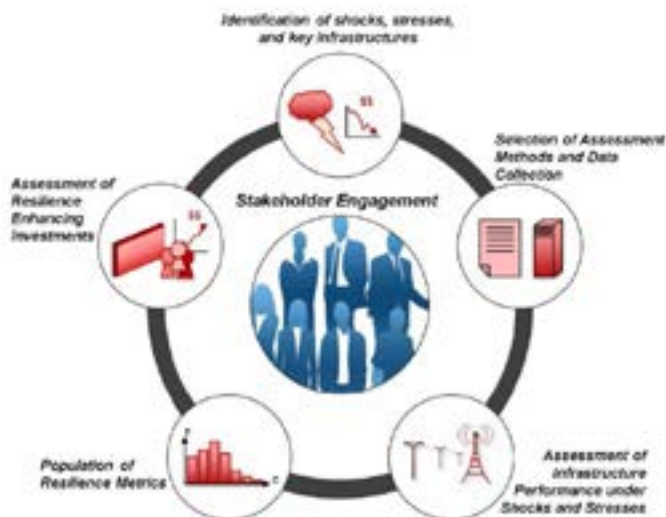 Identification of shocks, stresses,
and key infrastructures
$$
Selection of Assessment
Methods and Data
Collection
Assessment of
Resilience
Enhancing
Investments
$$
Stakeholder Engagement
Population of
Resilience Metrics
Assessment of
Infrastructure
Performance under
Shocks and Stresses